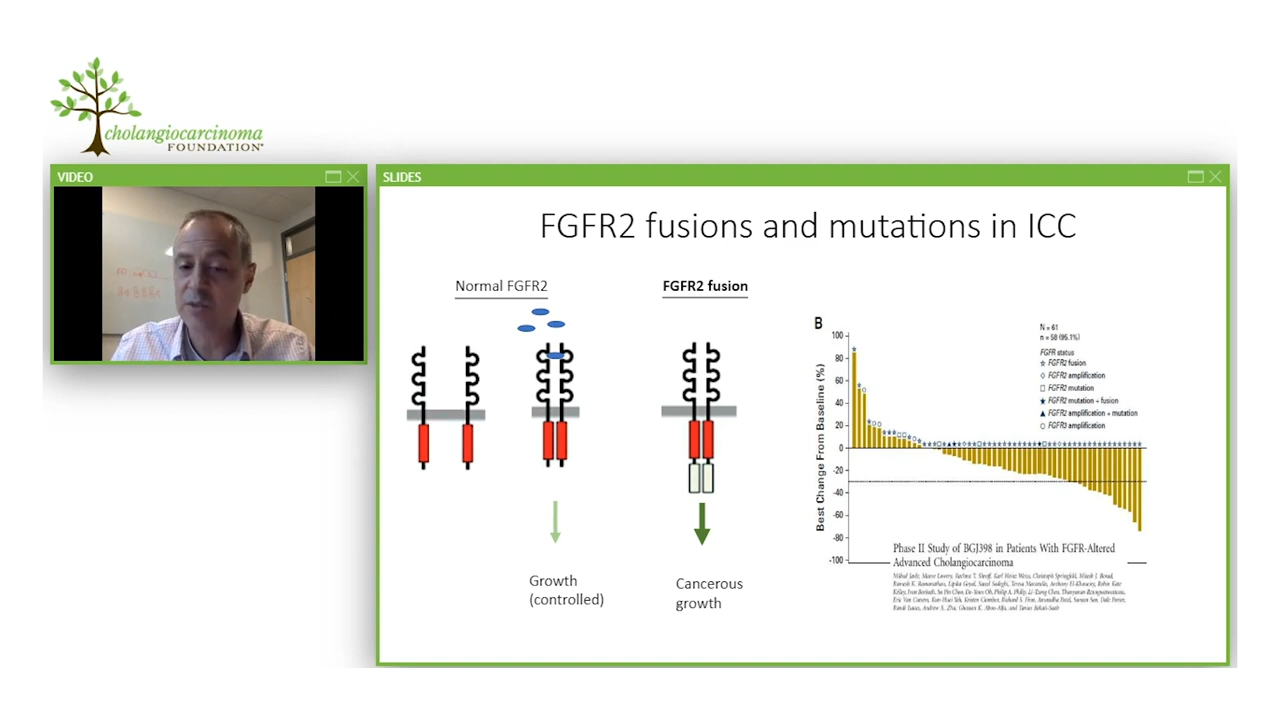 cholangiocarcinoma
FOUNDATION
VIDEO
SLIDES
FGFR2 fusions and mutations in ICC
Normal FGFR2
FGFR2 fusion
Growth
(controlled)
Cancerous
growth
B
N = 61
n = 58 (95.1%)
FGFR status
FGFR2 fusion
FGFR2 amplification
FGFR2 mutation
FGFR2 mutation + fusion
FGFR2 amplification + mutation
FGFR3 amplification
Best Change From Baseline (%)
100
80
60
40
20
0
-20
-40
-60
-80
-100
Phase II Study of BGJ398 in Patients With FGFR-Altered
Advanced Cholangiocarcinoma